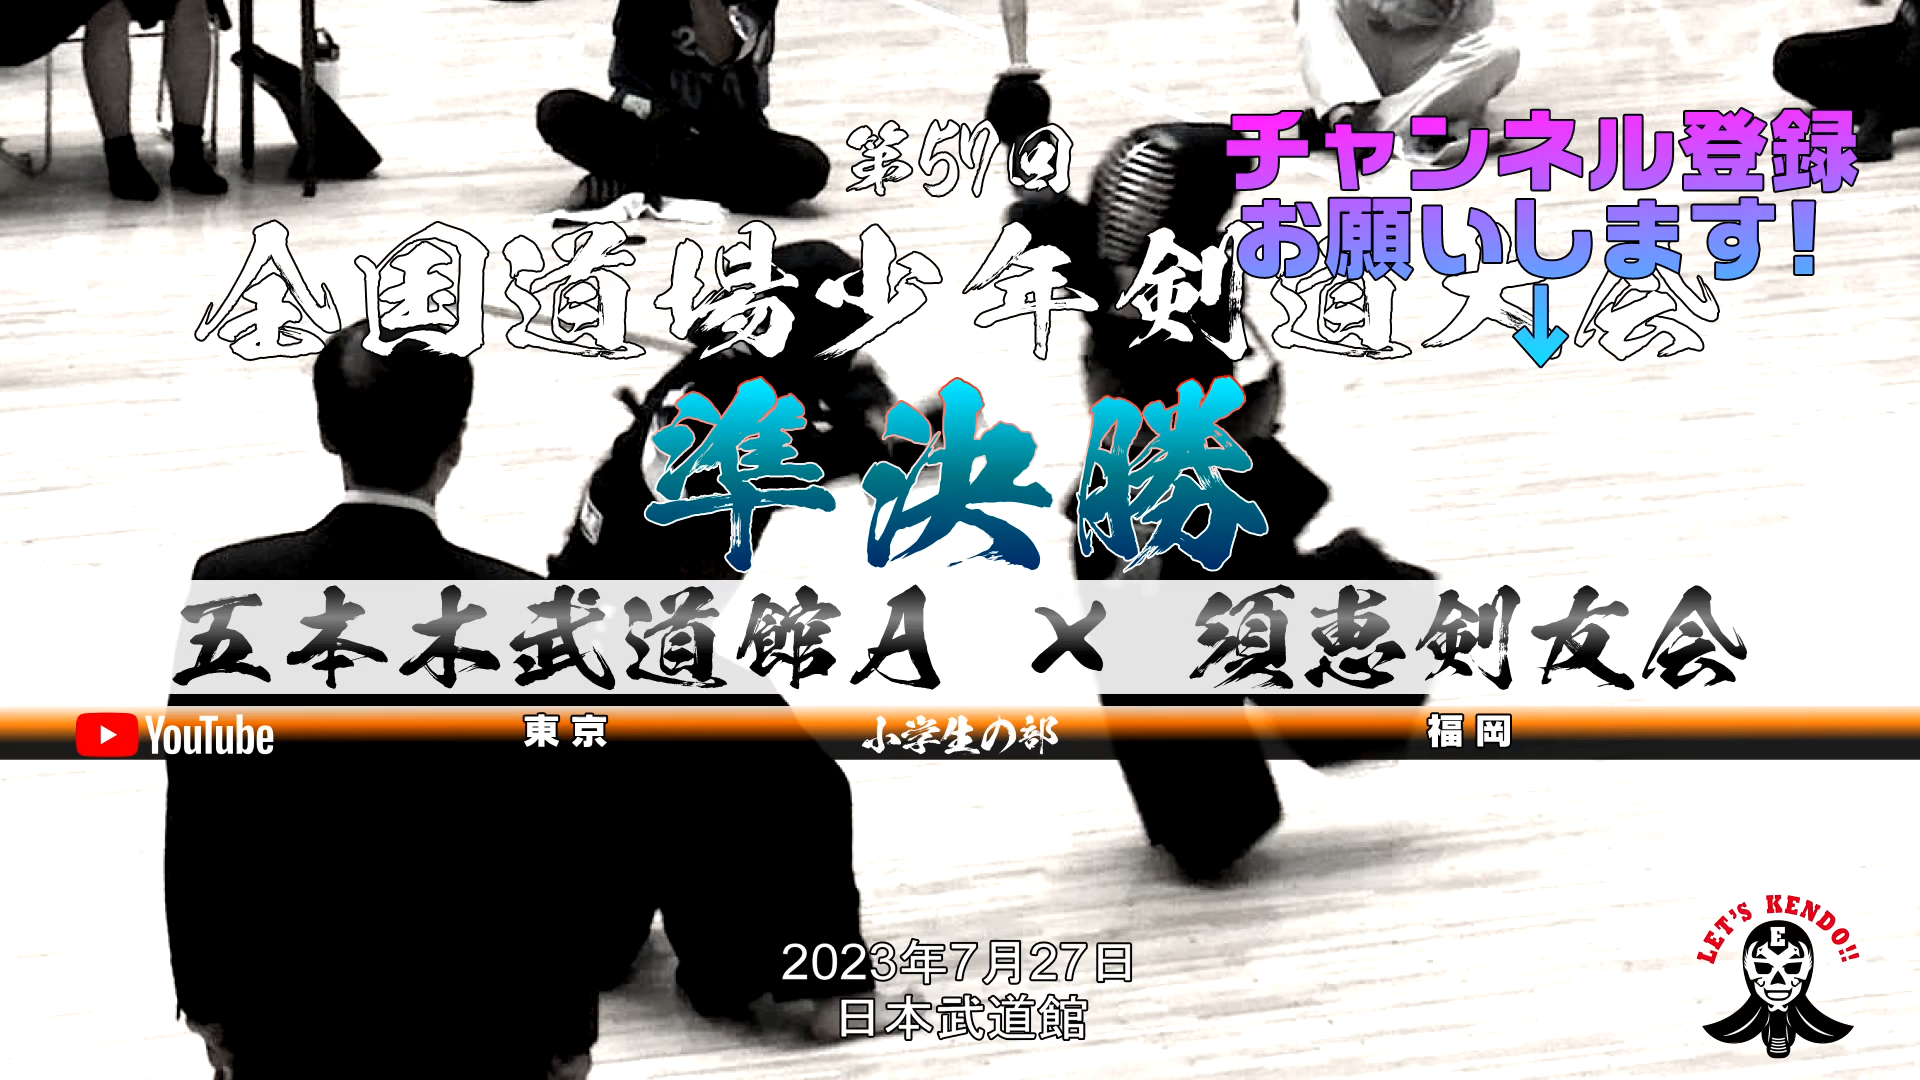 第57回
チャンネル登録
お願いします!
↓
全国道場少年剣道大会
準決勝
五本木武道館A × 須恵剣友会
YouTube 東京 小学生の部 福岡
LET'S KENDO!!
E
2023年7月27日
日本武道館